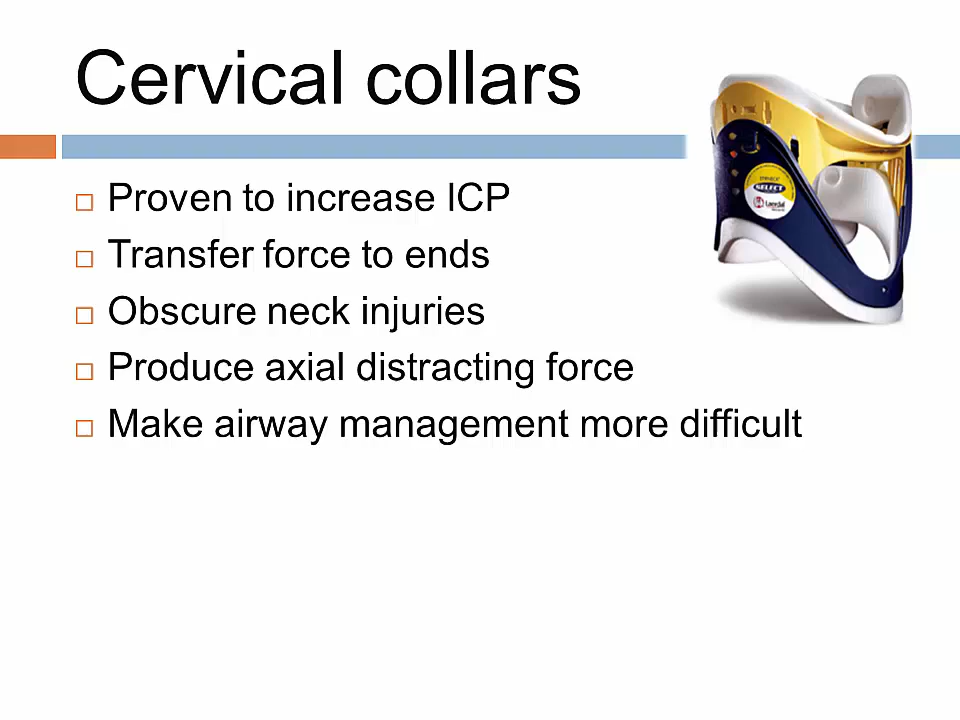 Cervical collars
Proven to increase ICP
Transfer force to ends
Obscure neck injuries
Produce axial distracting force
Make airway management more difficult
SELECT
Laerdal